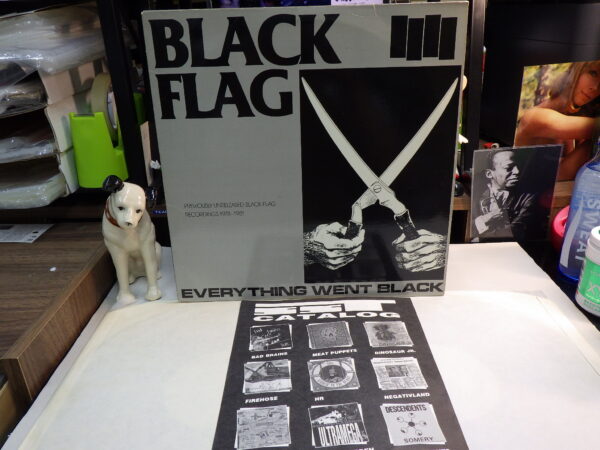 BLACK
FLAG
PREVIOUSLY UNRELEASED BLACK FLAG
RECORDINGS 1978-1981
EVERYTHING WENT BLACK
SST
CATALOG
BAD BRAINS MEAT PUPPETS DINOSAUR JR.
FIREHOSE HR NEGATIVLAND
ULTRAMEGA
DESCENDENTS
SOMERY
SWEAT